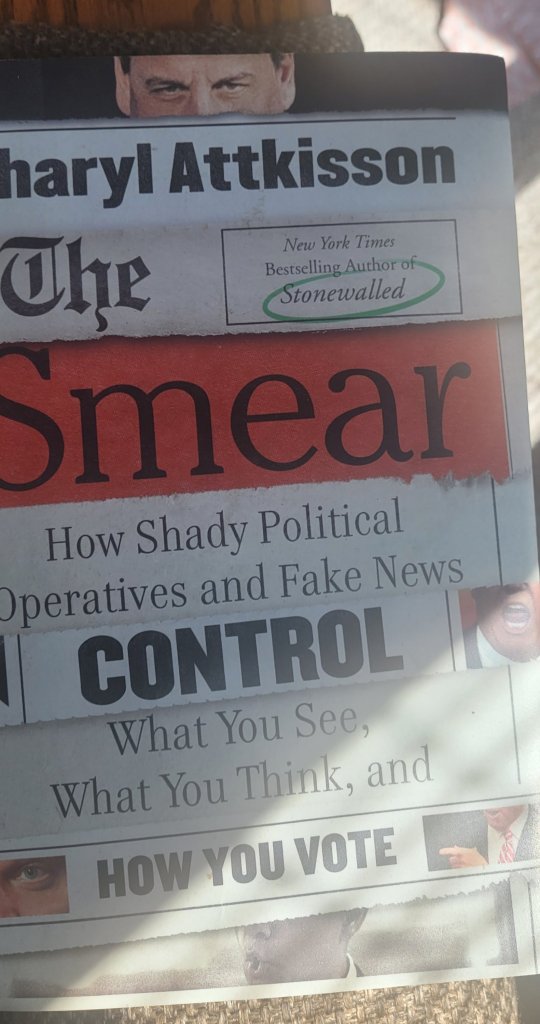 haryl Attkisson
The
New York Times
Bestselling Author of
Stonewalled
Smear
How Shady Political
Operatives and Fake News
CONTROL
What You See,
What You Think, and
HOW YOU VOTE